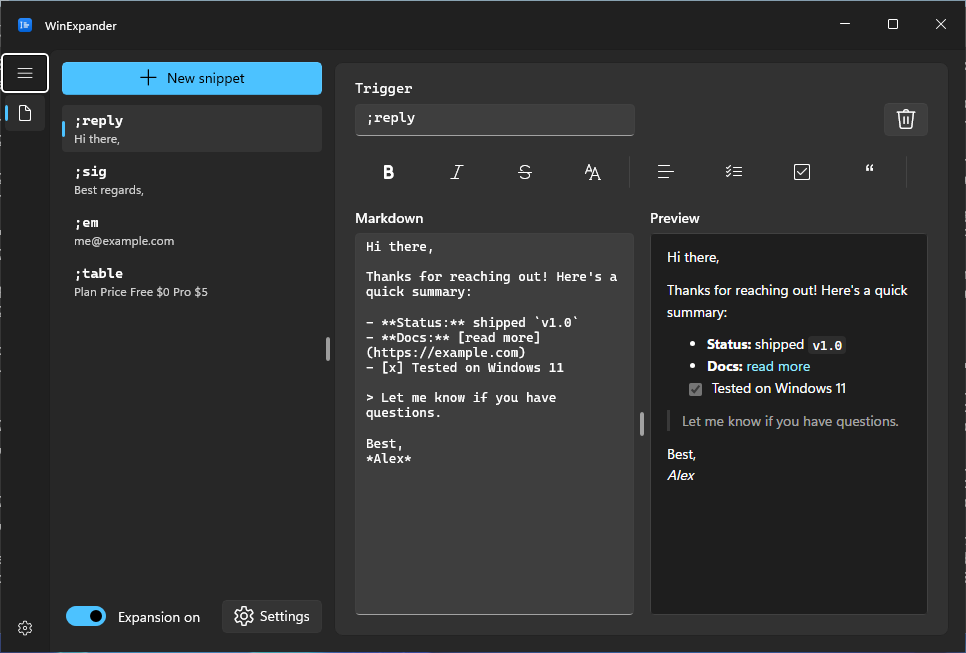 WinExpander
New snippet
;reply
Hi there,
;sig
Best regards,
;em
me@example.com
;table
Plan Price Free $0 Pro $5
Expansion on
Settings
Trigger
;reply
B I S AA “
Markdown
Hi there,
Thanks for reaching out! Here's a
quick summary:
- **Status:** shipped `v1.0`
- **Docs:** [read more]
(https://example.com)
- [x] Tested on Windows 11
> Let me know if you have
questions.
Best,
*Alex*
Preview
Hi there,
Thanks for reaching out! Here's a quick
summary:
• Status: shipped v1.0
• Docs: read more
Tested on Windows 11
Let me know if you have questions.
Best,
Alex